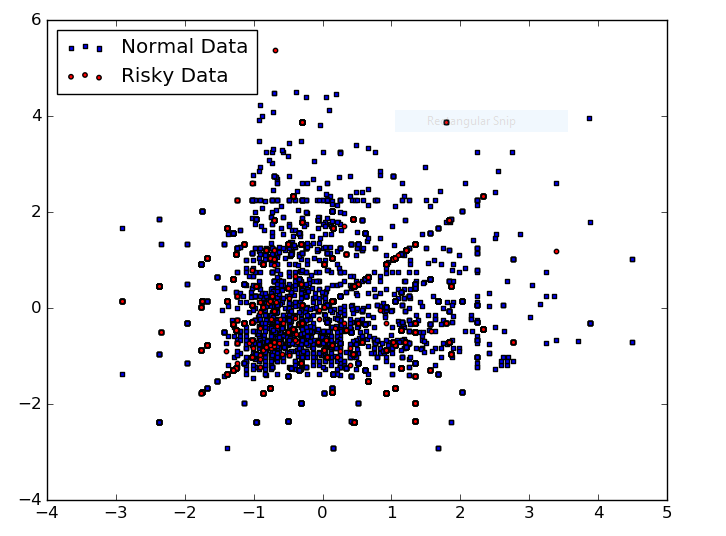 6
4
2
0
−2
−4
−4 −3 −2 −1 0 1 2 3 4 5
Normal Data
Risky Data
Rectangular Snip